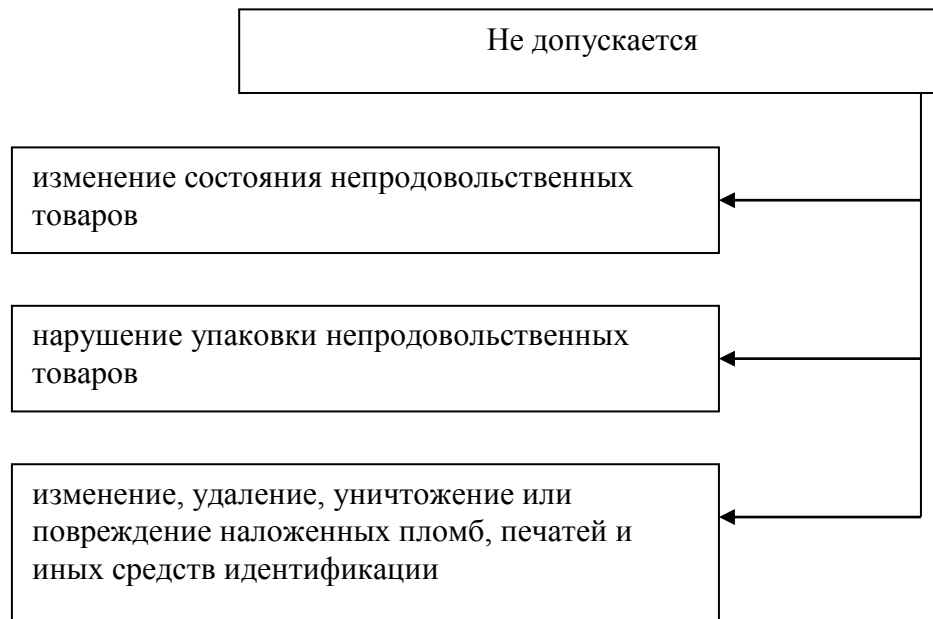 Не допускается
изменение состояния непродовольственных
товаров
нарушение упаковки непродовольственных
товаров
изменение, удаление, уничтожение или
повреждение наложенных пломб, печатей и
иных средств идентификации